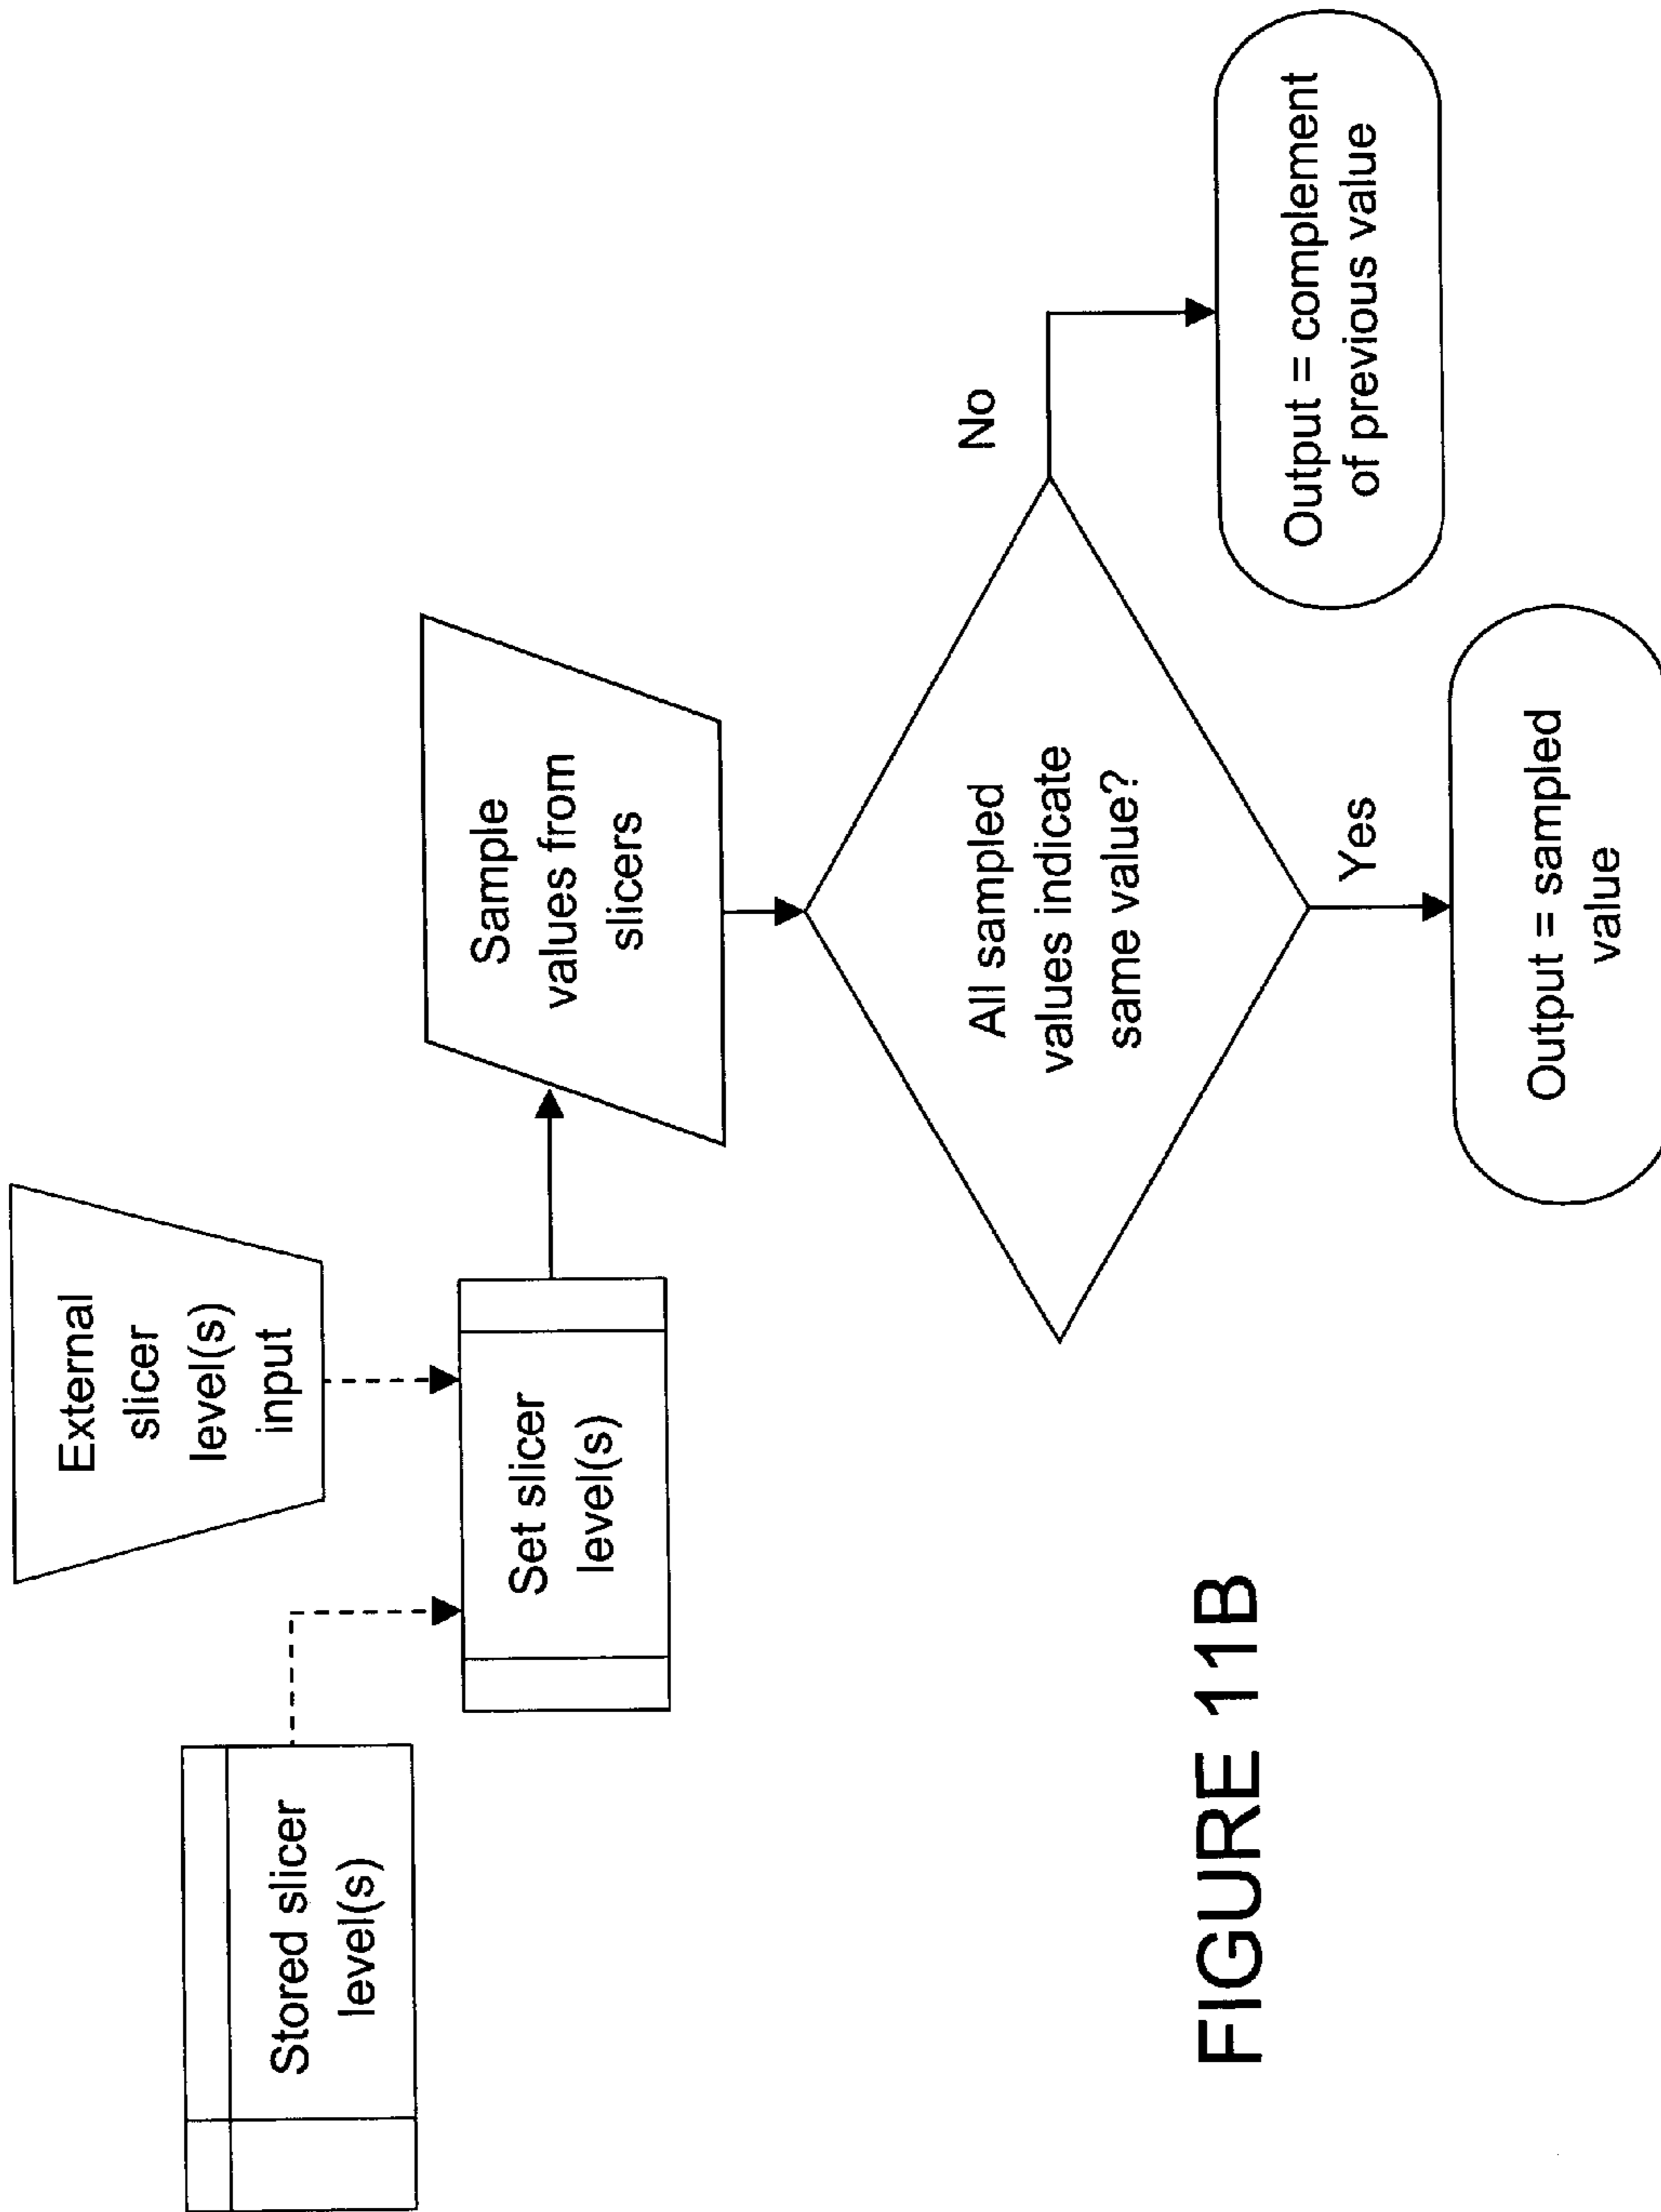 Stored slicer
level(s)
External
slicer
level(s)
input
Set slicer
level(s)
Sample
values from
slicers
All sampled
values indicate
same value?
No
Yes
Output = complement
of previous value
Output = sampled
value
FIGURE 11B